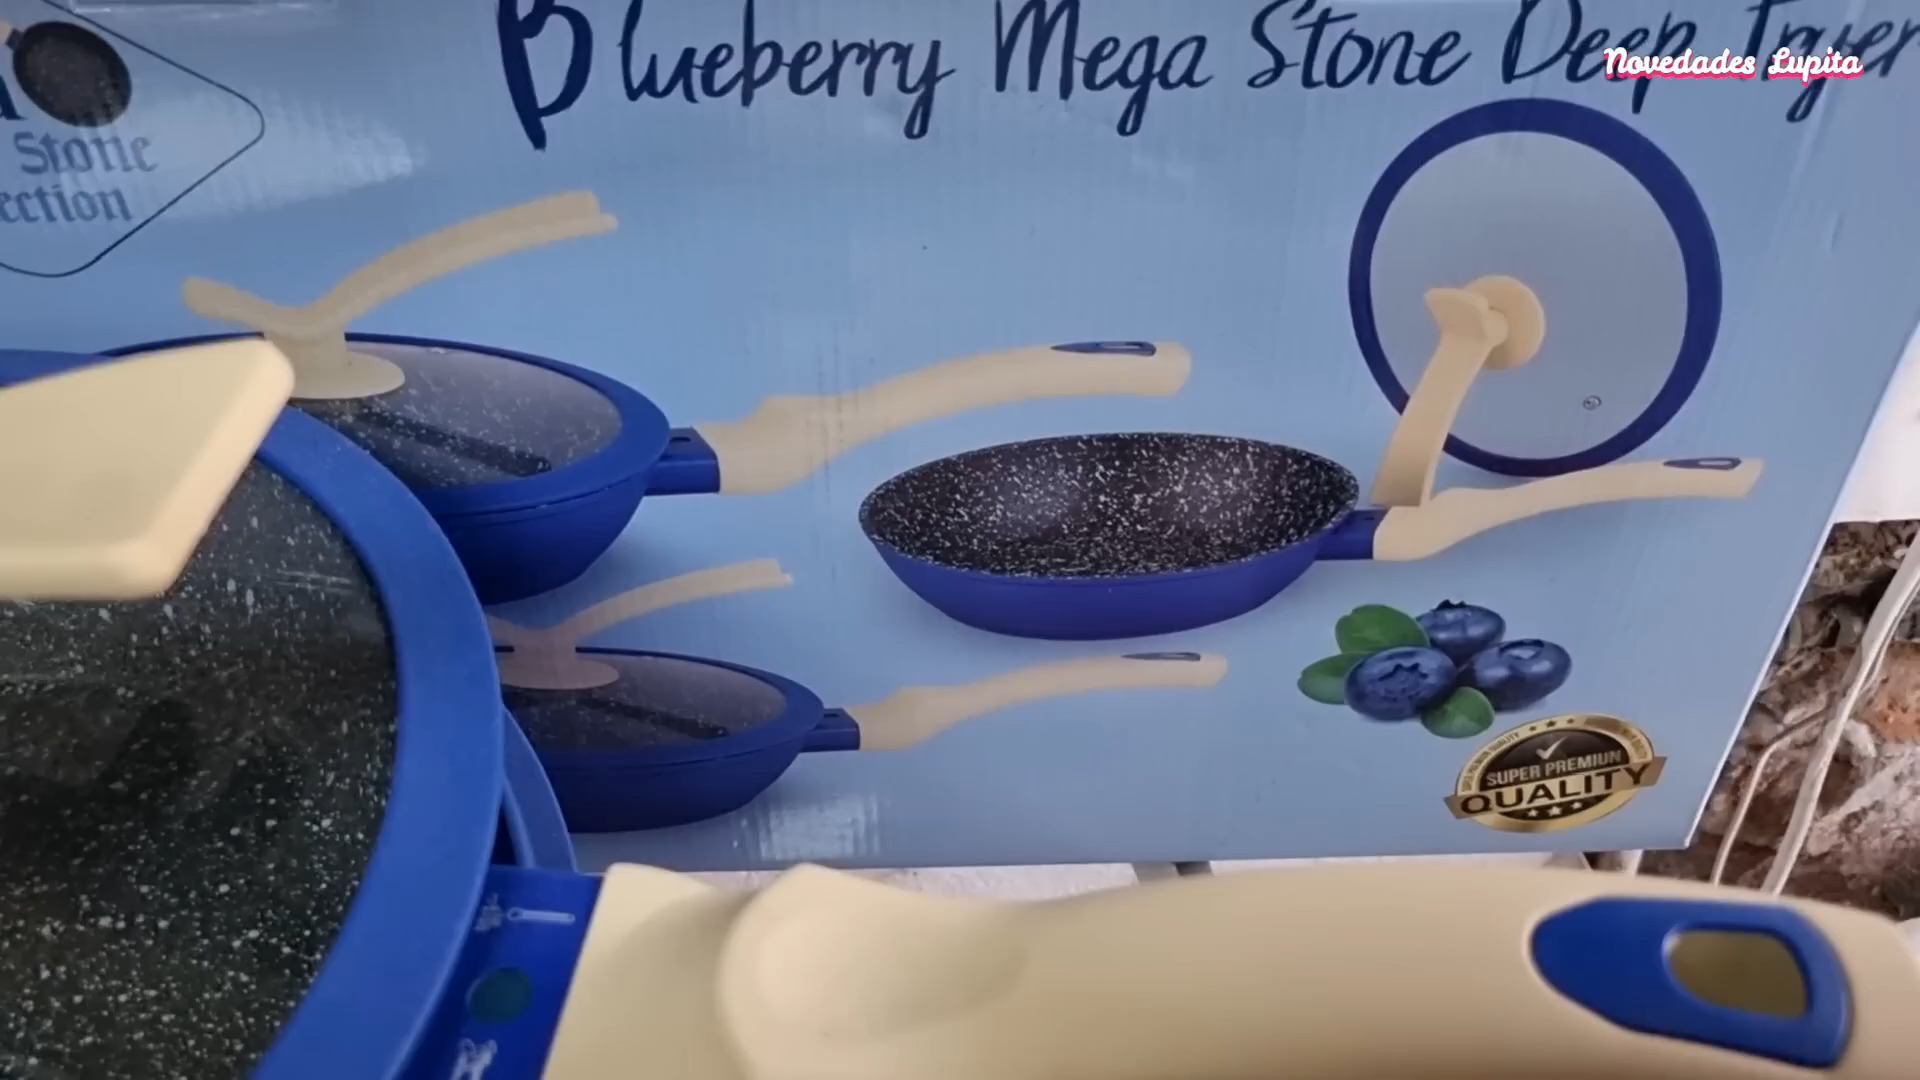 Blueberry Mega Stone Deep Fryer
Novedades Lupita
Stone
ection
SUPER PREMIUN
QUALITY